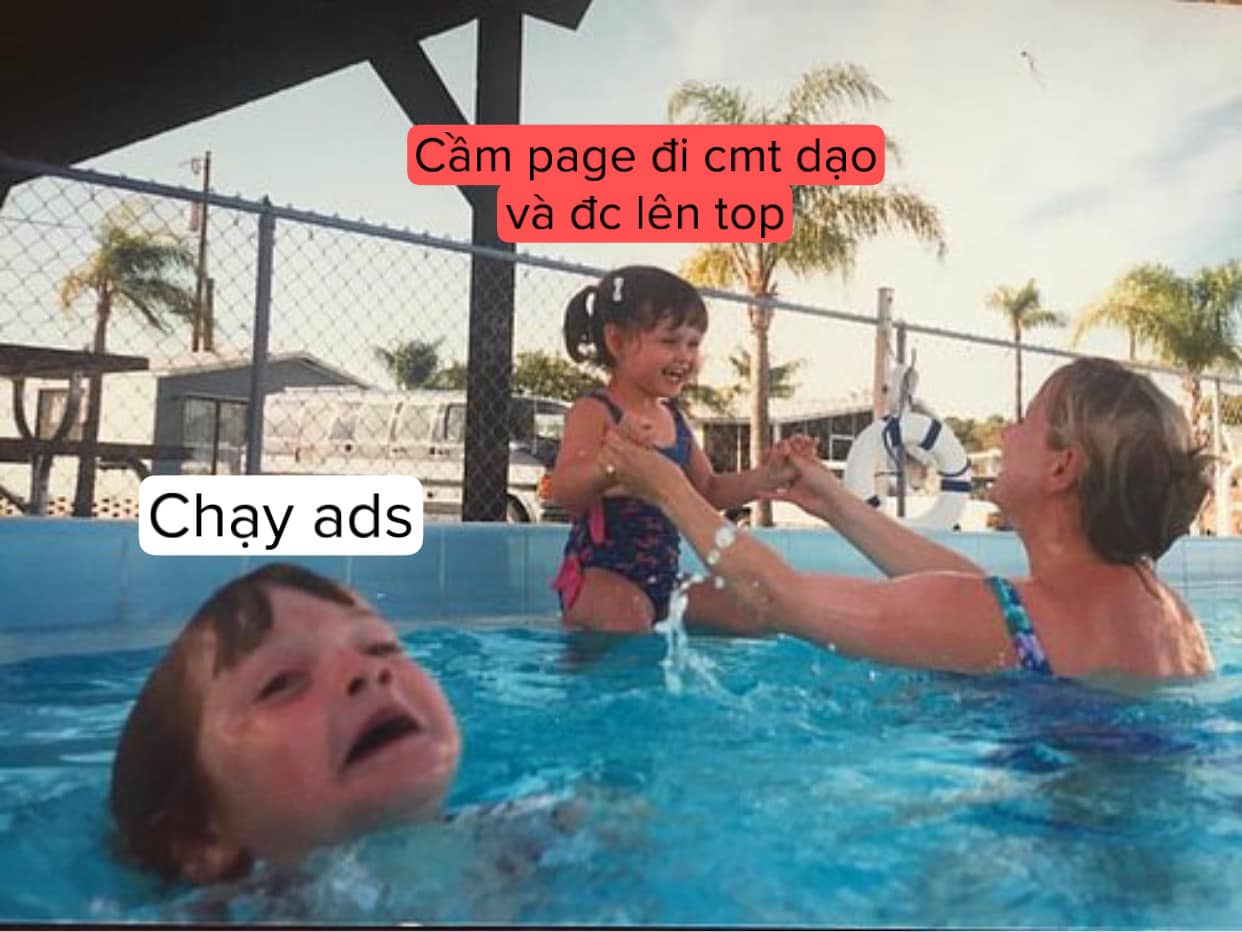 Cầm page đi cmt dạo
và đc lên top
Chạy ads